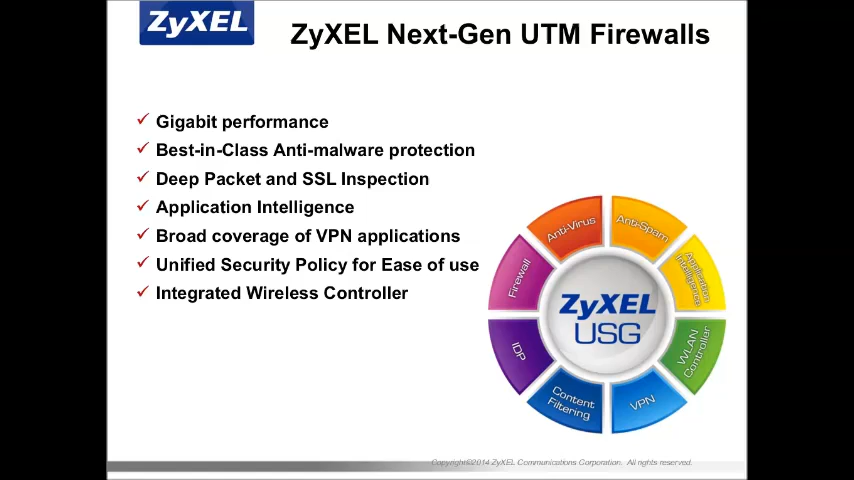 ZyXEL
ZyXEL Next-Gen UTM Firewalls
Gigabit performance
Best-in-Class Anti-malware protection
Deep Packet and SSL Inspection
Application Intelligence
Broad coverage of VPN applications
Unified Security Policy for Ease of use
Integrated Wireless Controller
Anti-Virus
Anti-Spam
Application
Intelligence
WLAN
Controller
VPN
Content
Filtering
IDP
Firewall
ZyXEL
USG
Copyright©2014 ZyXEL Communications Corporation. All rights reserved.